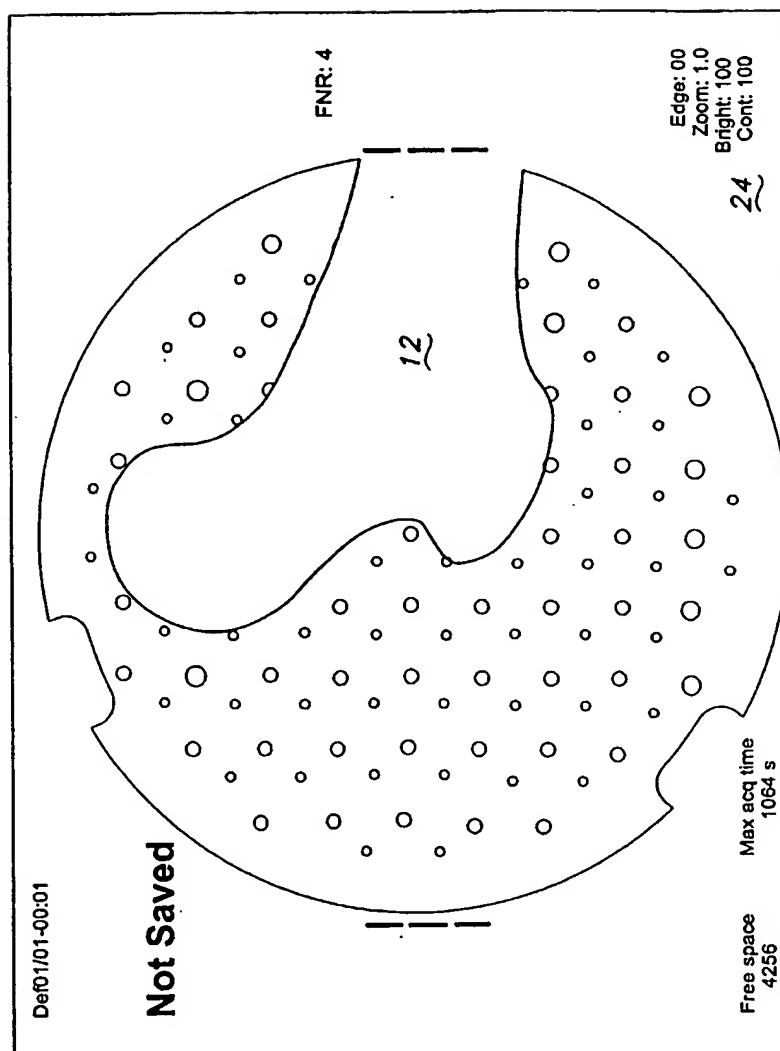 Def01/01-00:01
Not Saved
FNR: 4
12
Edge: 00
Zoom: 1.0
Bright: 100
Cont: 100
24
Free space
4256
Max acq time
1064 s